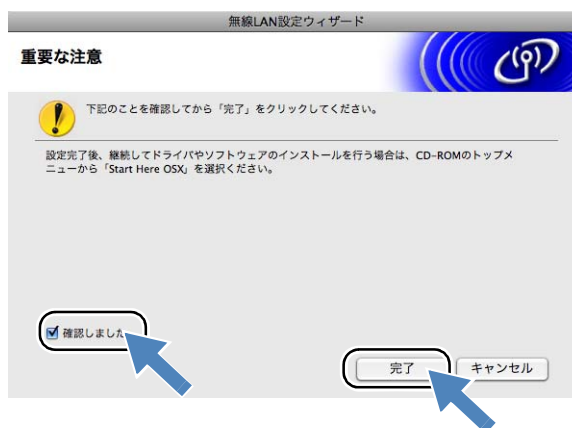 無線LAN設定ウィザード
重要な注意
下記のことを確認してから「完了」をクリックしてください。
設定完了後、継続してドライバやソフトウェアのインストールを行う場合は、CD-ROMのトップメ
ニューから「Start Here OSX」を選択ください。
確認しました
完了
キャンセル